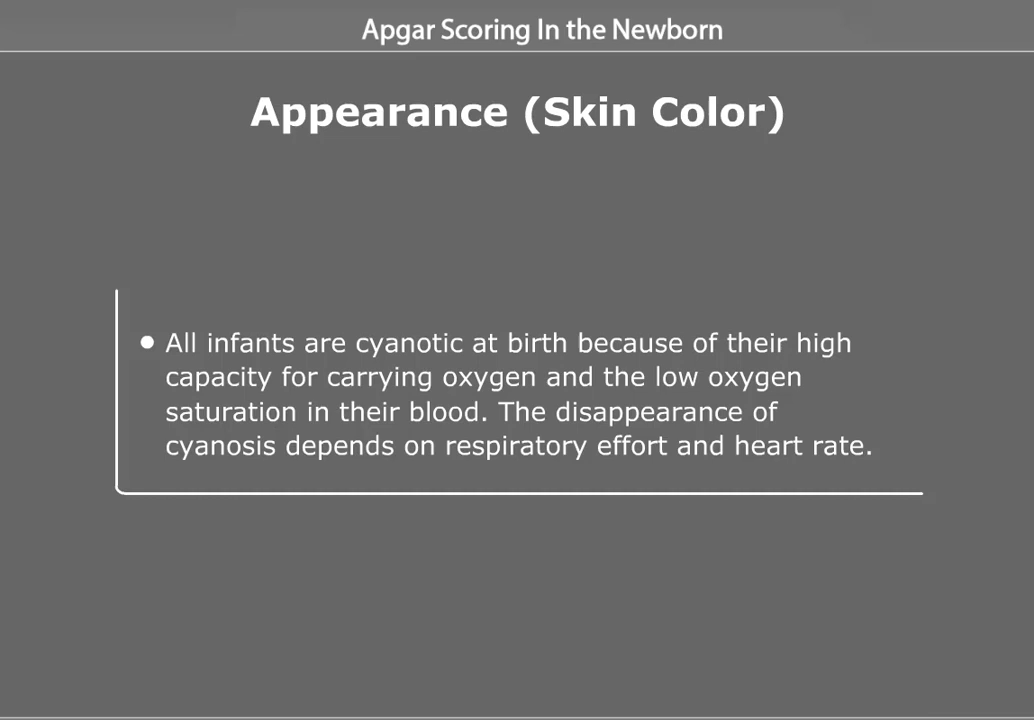 Apgar Scoring In the Newborn
Appearance (Skin Color)
• All infants are cyanotic at birth because of their high
capacity for carrying oxygen and the low oxygen
saturation in their blood. The disappearance of
cyanosis depends on respiratory effort and heart rate.